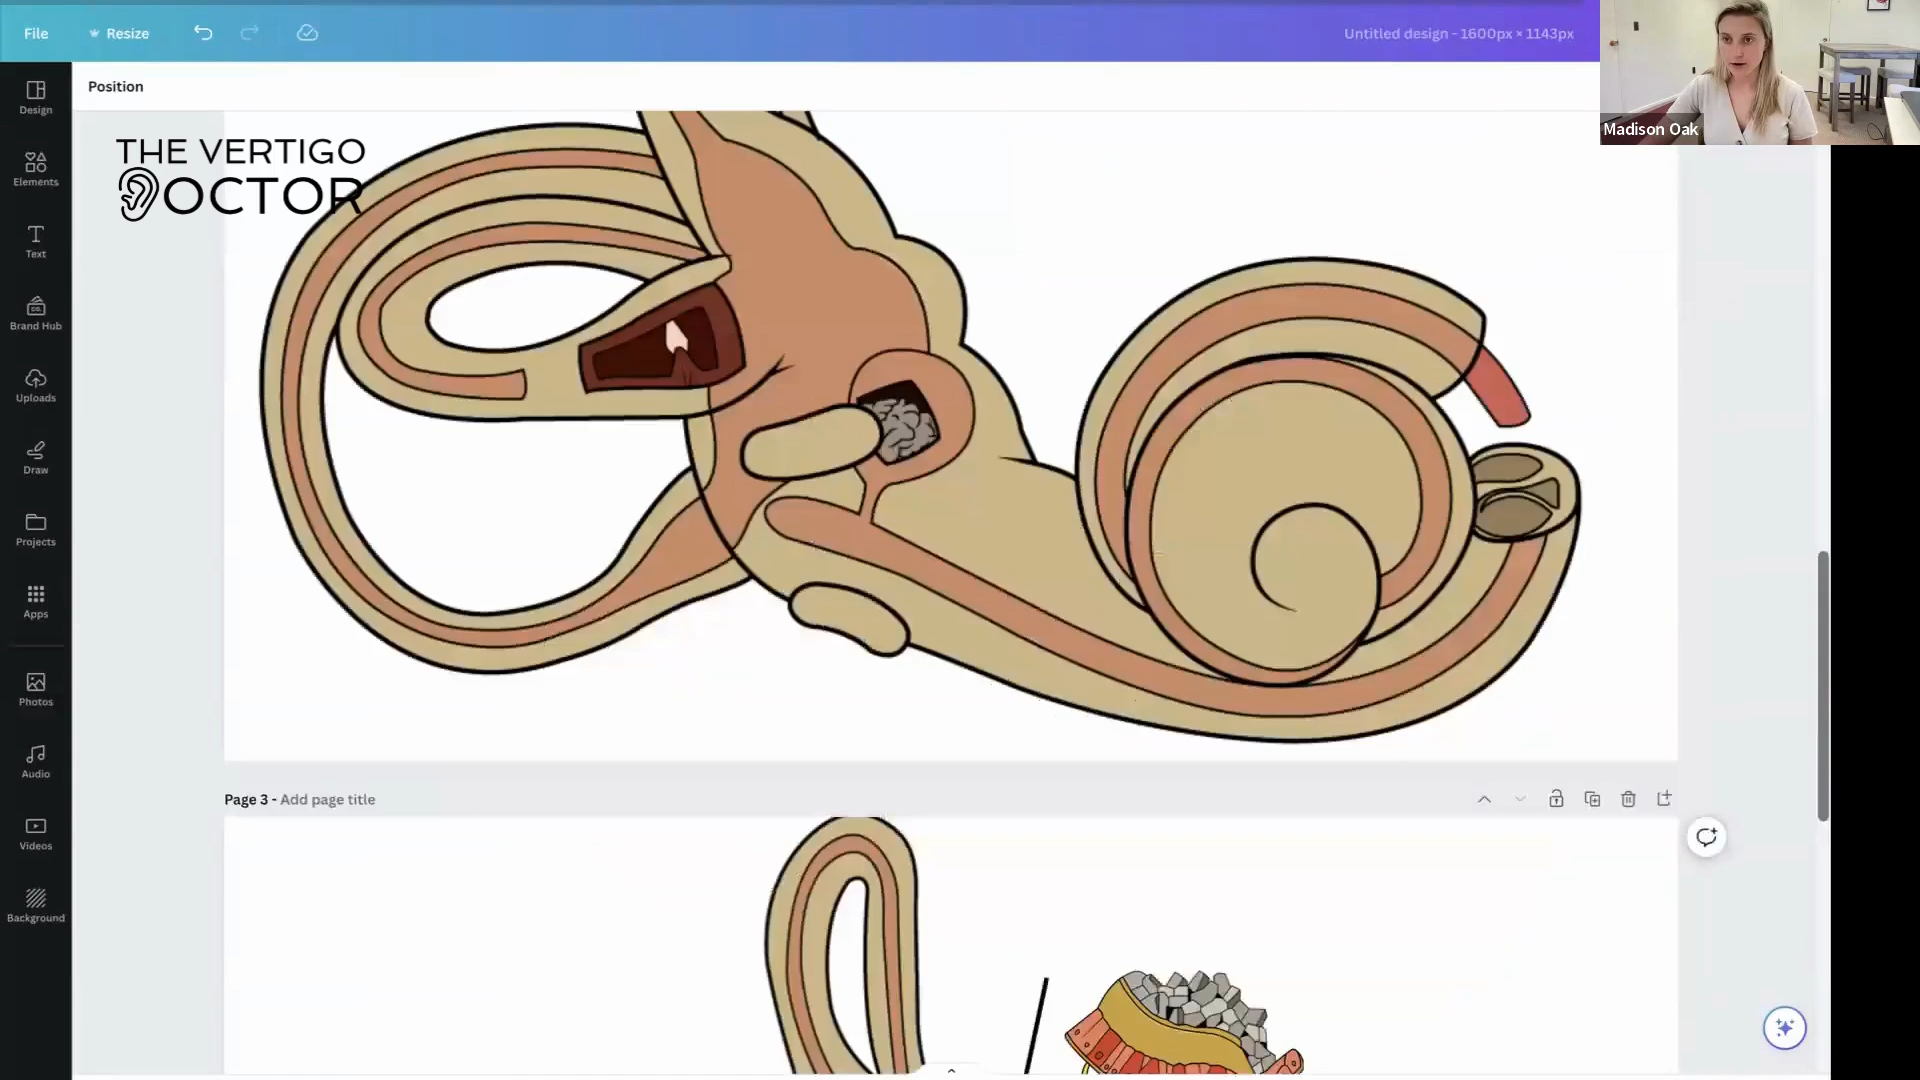 File
Resize
Untitled design - 1600px × 1143px
Position
Design
Elements
Text
Brand Hub
Uploads
Draw
Projects
Apps
Photos
Audio
Videos
Background
THE VERTIGO
DOCTOR
Madison Oak
Page 3 - Add page title